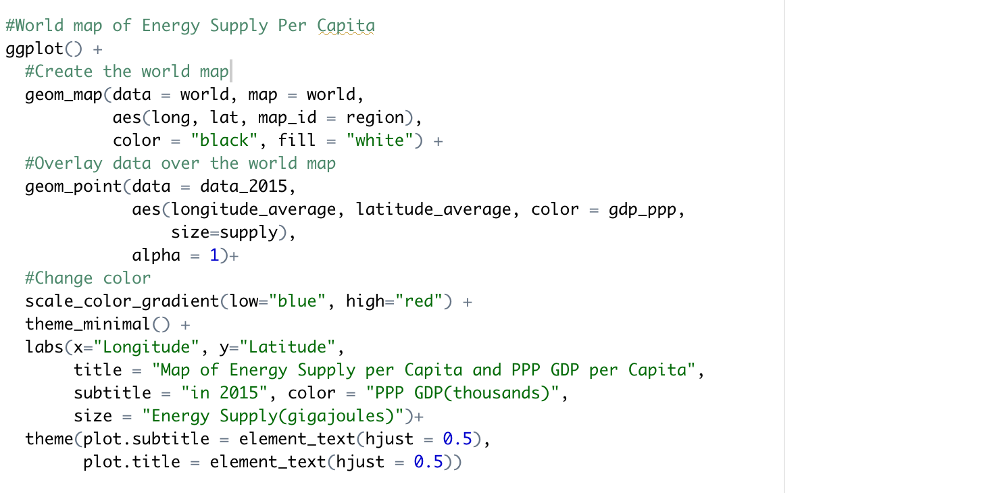 #World map of Energy Supply Per Capita
ggplot() +
  #Create the world map
  geom_map(data = world, map = world,
           aes(long, lat, map_id = region),
           color = "black", fill = "white") +
  #Overlay data over the world map
  geom_point(data = data_2015,
             aes(longitude_average, latitude_average, color = gdp_ppp,
                 size=supply),
             alpha = 1)+
  #Change color
  scale_color_gradient(low="blue", high="red") +
  theme_minimal() +
  labs(x="Longitude", y="Latitude",
       title = "Map of Energy Supply per Capita and PPP GDP per Capita",
       subtitle = "in 2015", color = "PPP GDP(thousands)",
       size = "Energy Supply(gigajoules)")+
  theme(plot.subtitle = element_text(hjust = 0.5),
        plot.title = element_text(hjust = 0.5))